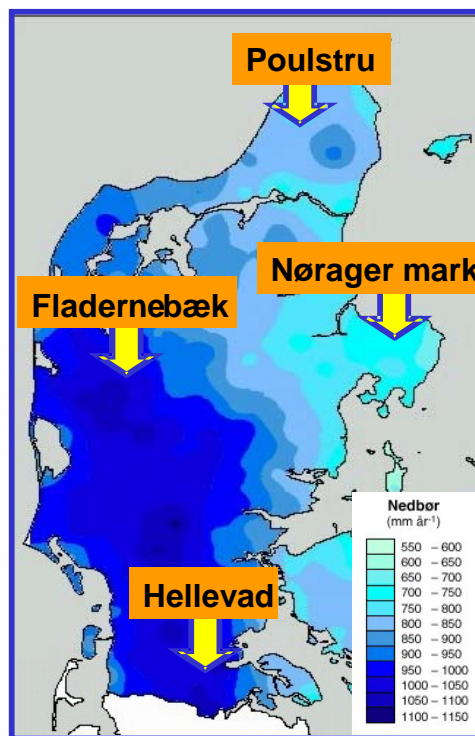 Poulstru
Nørager mark
Fladernebæk
Hellevad
Nedbør
(mm år⁻¹)
550 – 600
600 – 650
650 – 700
700 – 750
750 – 800
800 – 850
850 – 900
900 – 950
950 – 1000
1000 – 1050
1050 – 1100
1100 – 1150